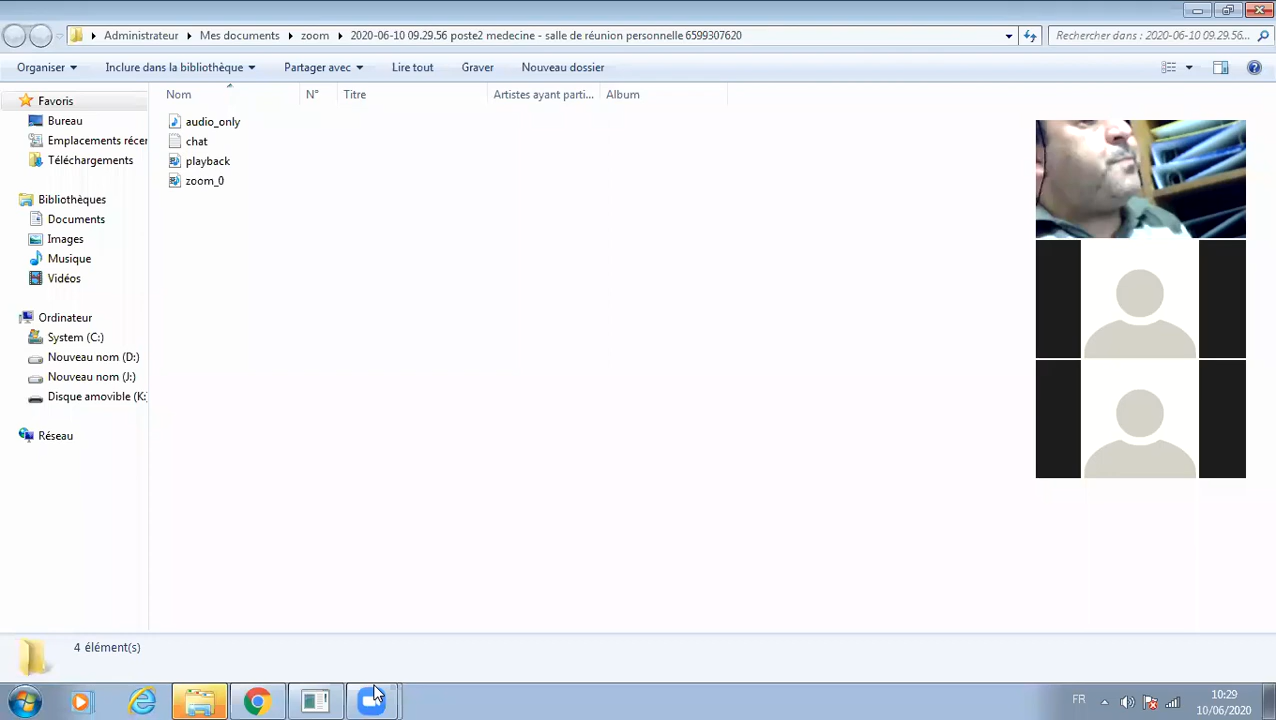 Administrateur Mes documents zoom 2020-06-10 09.29.56 poste2 medecine - salle de réunion personnelle 6599307620
Rechercher dans : 2020-06-10 09.29.56...
Organiser Inclure dans la bibliothèque Partager avec Lire tout Graver Nouveau dossier
Nom N° Titre Artistes ayant parti... Album
Favoris
Bureau
Emplacements récer
Téléchargements
Bibliothèques
Documents
Images
Musique
Vidéos
Ordinateur
System (C:)
Nouveau nom (D:)
Nouveau nom (J:)
Disque amovible (K:
Réseau
audio_only
chat
playback
zoom_0
4 élément(s)
FR
10:29
10/06/2020